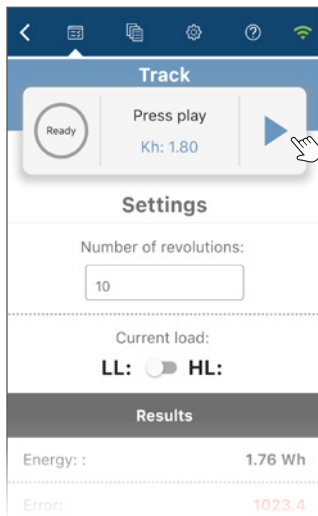 Track
Ready
Press play
Kh: 1.80
Settings
Number of revolutions:
10
Current load:
LL: HL:
Results
Energy: : 1.76 Wh
Error: 1023.4